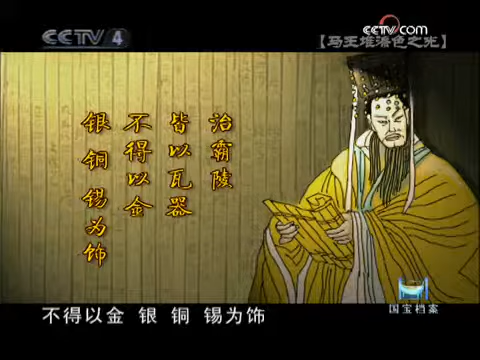 CCTV 4
CCTV.com
【马王堆漆色之光】
治霸陵
皆以瓦器
不得以金
银 铜 锡为饰
国宝档案
不得以金 银 铜 锡为饰